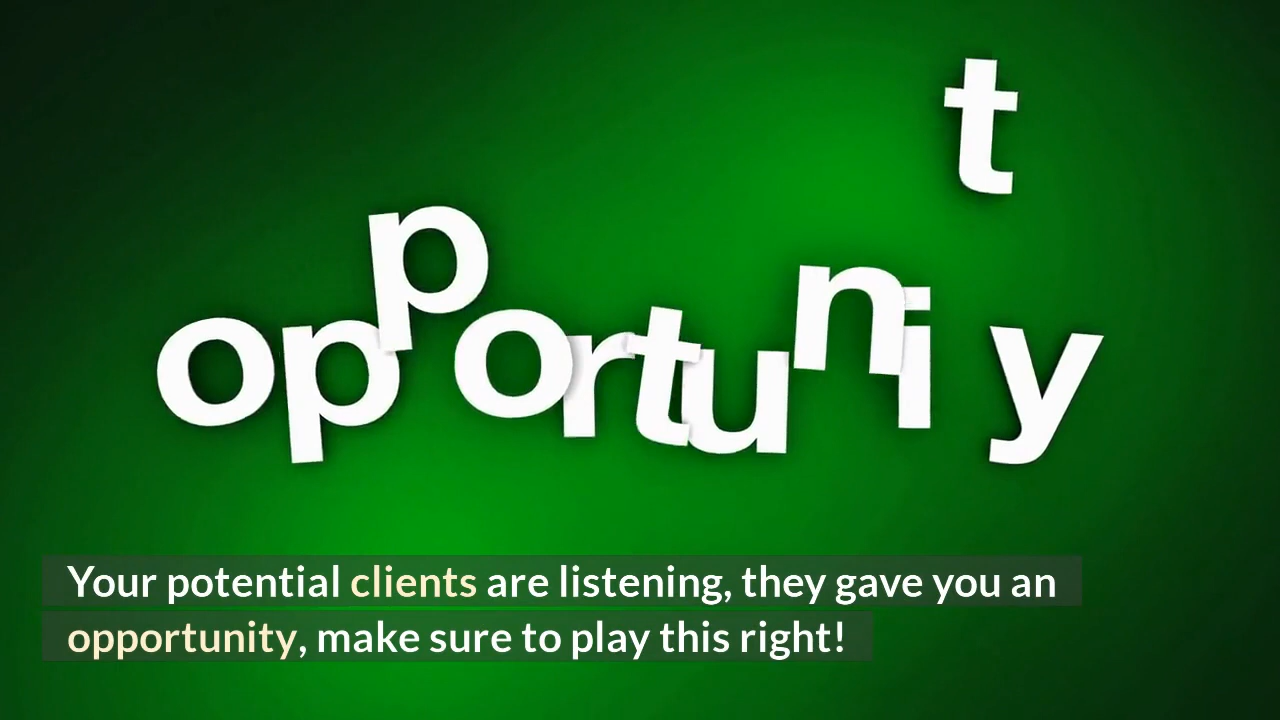 opportunity
Your potential clients are listening, they gave you an
opportunity, make sure to play this right!